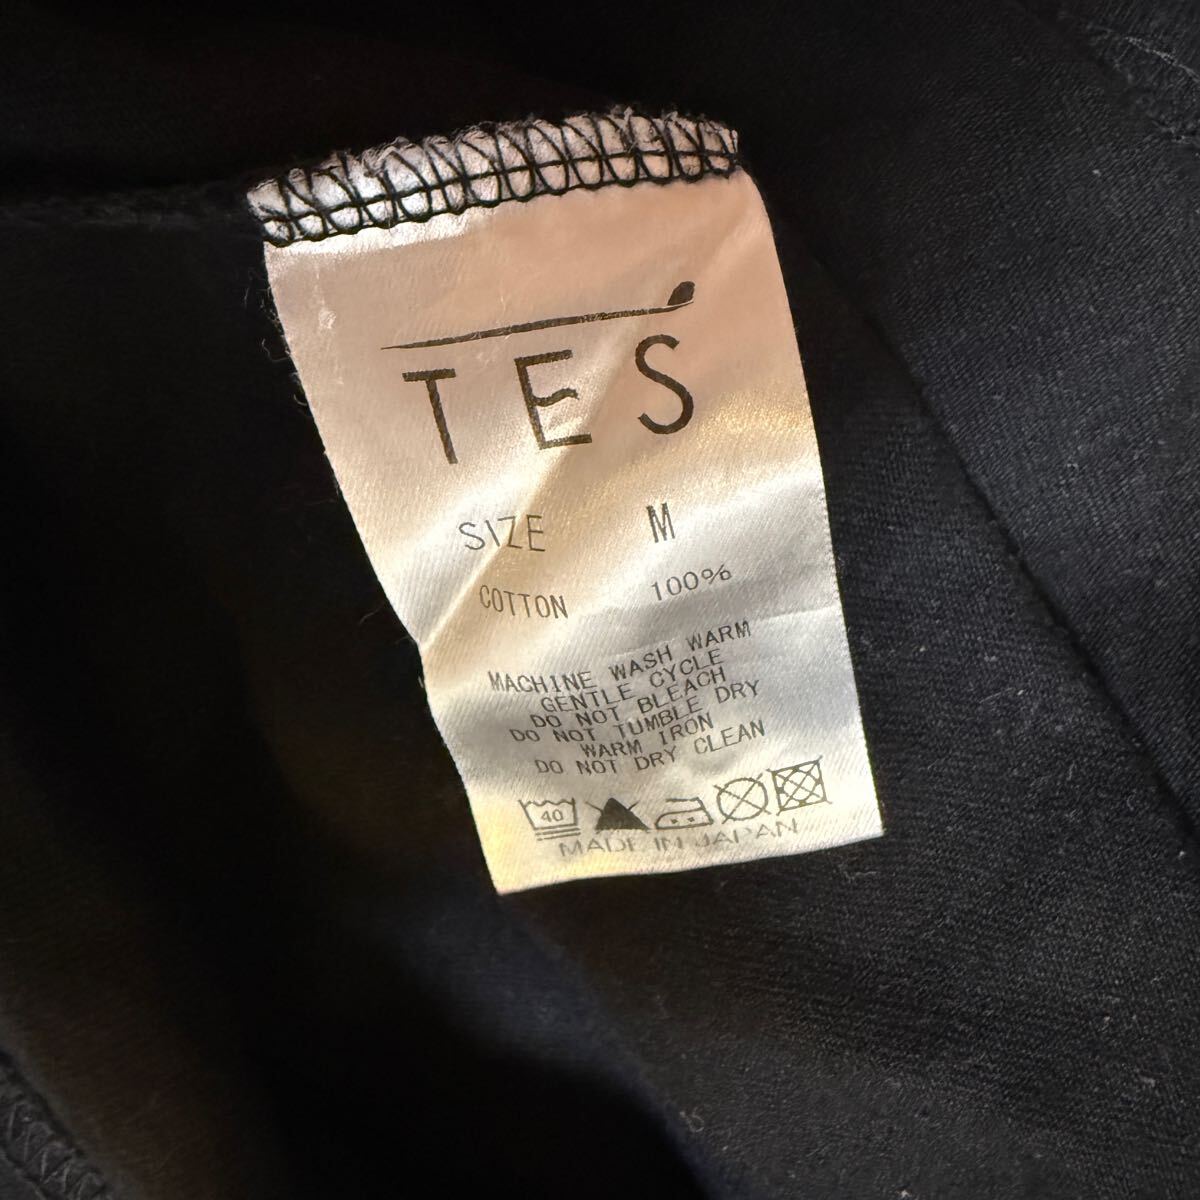 TES
SIZE M
COTTON 100%
MACHINE WASH WARM
GENTLE CYCLE
DO NOT BLEACH
DO NOT TUMBLE DRY
WARM IRON
DO NOT DRY CLEAN
40
MADE IN JAPAN